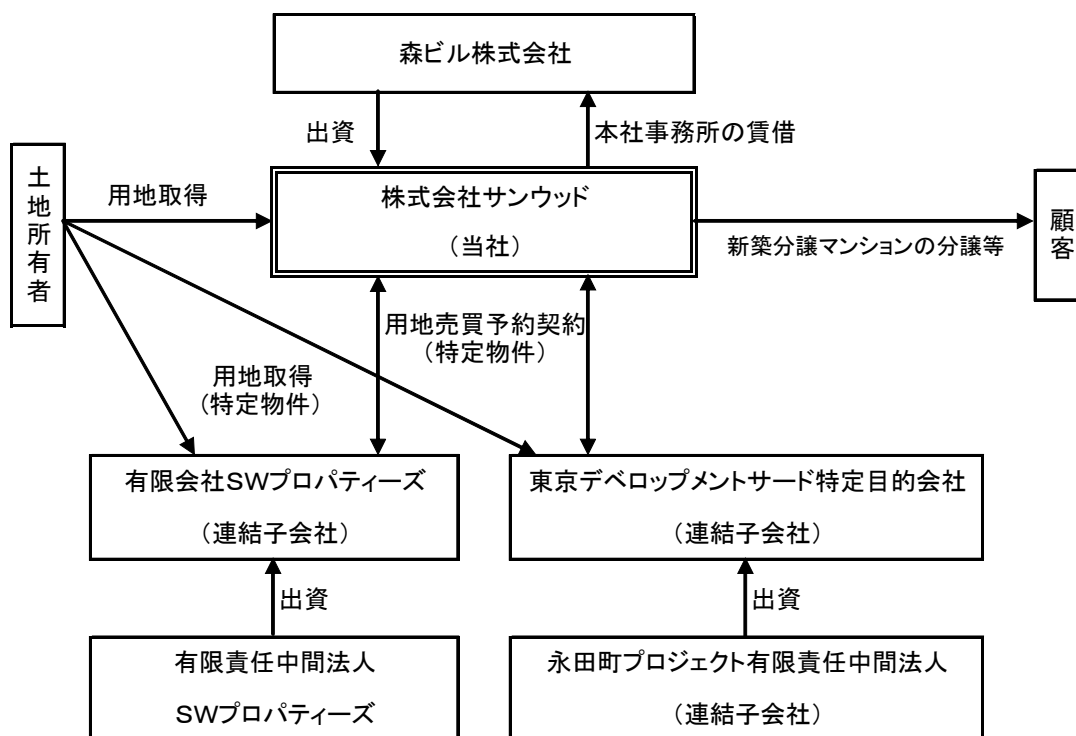 森ビル株式会社
出資
本社事務所の賃借
土地所有者
用地取得
株式会社サンウッド
(当社)
新築分譲マンションの分譲等
顧客
用地売買予約契約
(特定物件)
用地取得
(特定物件)
有限会社SWプロパティーズ
(連結子会社)
東京デベロップメントサード特定目的会社
(連結子会社)
出資
出資
有限責任中間法人
SWプロパティーズ
永田町プロジェクト有限責任中間法人
(連結子会社)